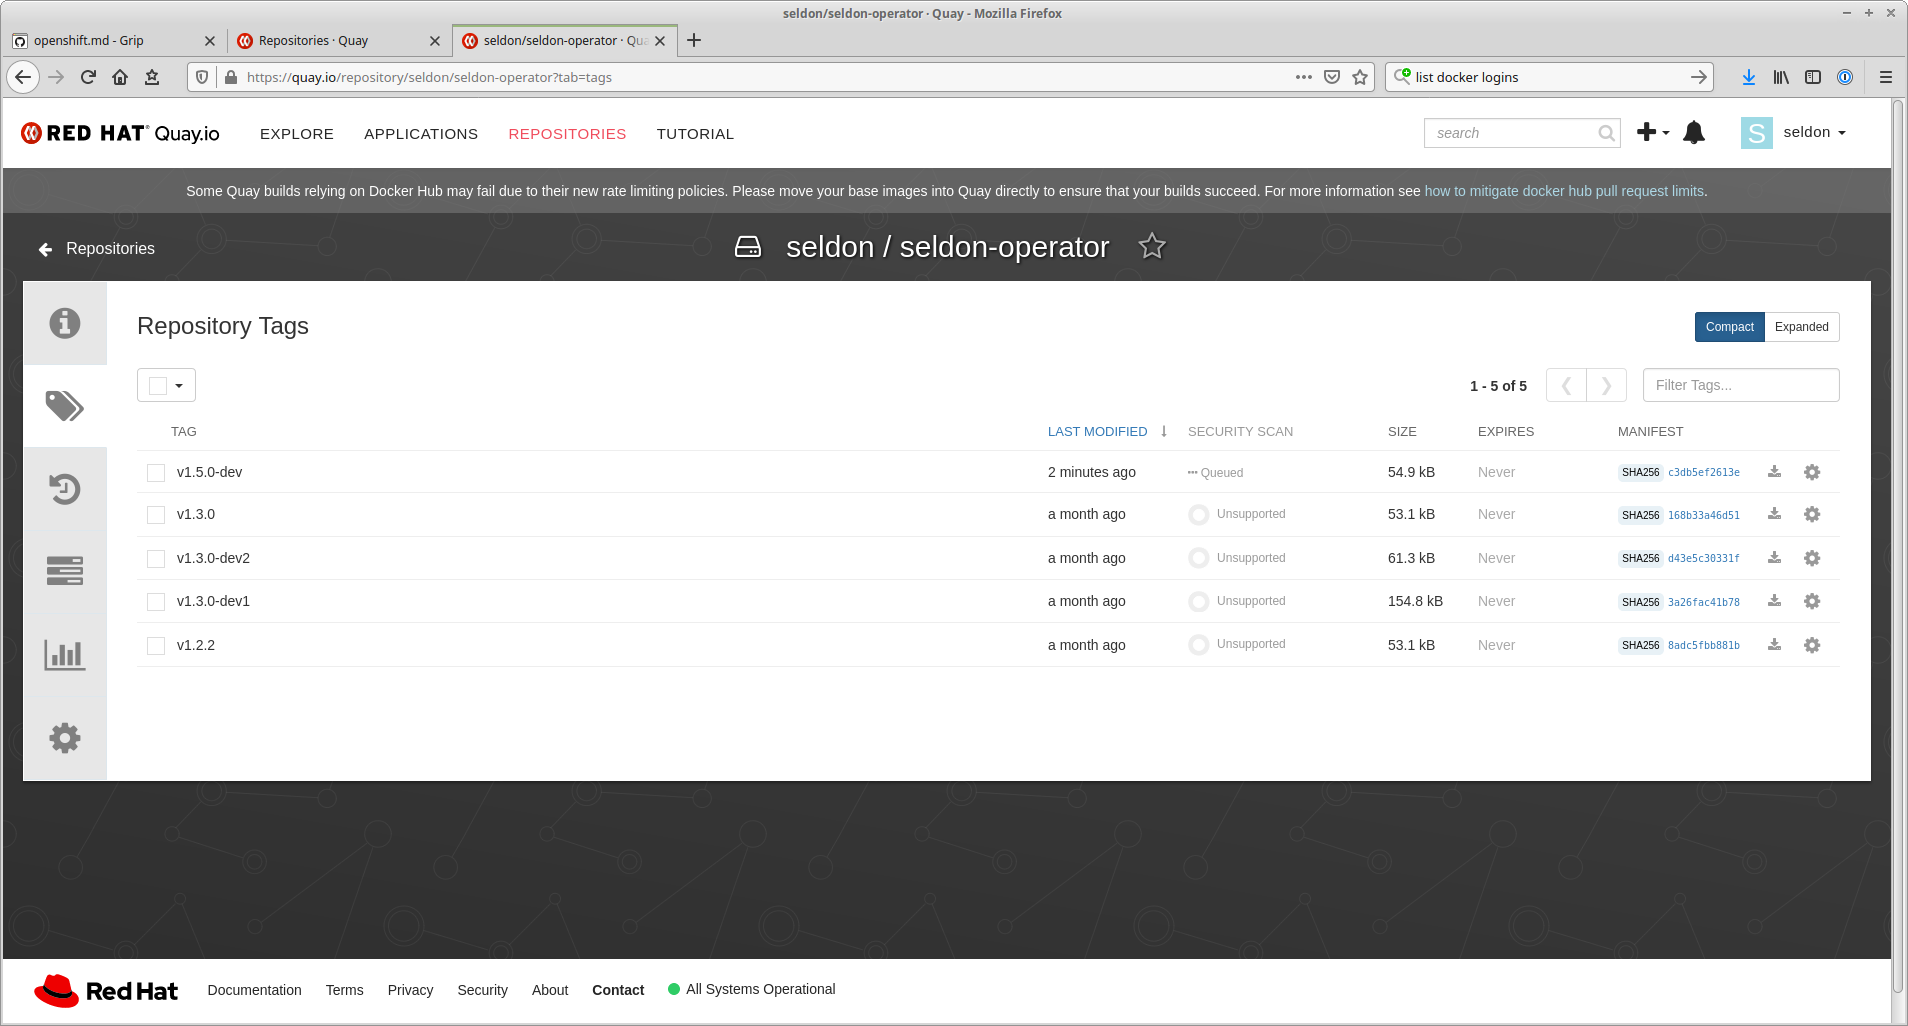 seldon/seldon-operator · Quay - Mozilla Firefox
openshift.md - Grip
Repositories · Quay
seldon/seldon-operator · Qua
https://quay.io/repository/seldon/seldon-operator?tab=tags
list docker logins
RED HAT Quay.io
EXPLORE
APPLICATIONS
REPOSITORIES
TUTORIAL
search
S
seldon
Some Quay builds relying on Docker Hub may fail due to their new rate limiting policies. Please move your base images into Quay directly to ensure that your builds succeed. For more information see how to mitigate docker hub pull request limits.
Repositories
seldon / seldon-operator
Repository Tags
Compact
Expanded
1 - 5 of 5
Filter Tags...
TAG LAST MODIFIED SECURITY SCAN SIZE EXPIRES MANIFEST
v1.5.0-dev 2 minutes ago Queued 54.9 kB Never SHA256 c3db5ef2613e
v1.3.0 a month ago Unsupported 53.1 kB Never SHA256 168b33a46d51
v1.3.0-dev2 a month ago Unsupported 61.3 kB Never SHA256 d43e5c30331f
v1.3.0-dev1 a month ago Unsupported 154.8 kB Never SHA256 3a26fac41b78
v1.2.2 a month ago Unsupported 53.1 kB Never SHA256 8adc5fbb881b
Red Hat
Documentation
Terms
Privacy
Security
About
Contact
All Systems Operational